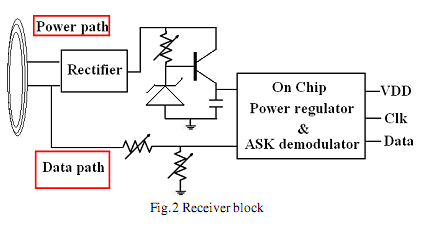 Power path
Rectifier
On Chip
Power regulator
&
ASK demodulator
VDD
Clk
Data
Data path
Fig.2 Receiver block